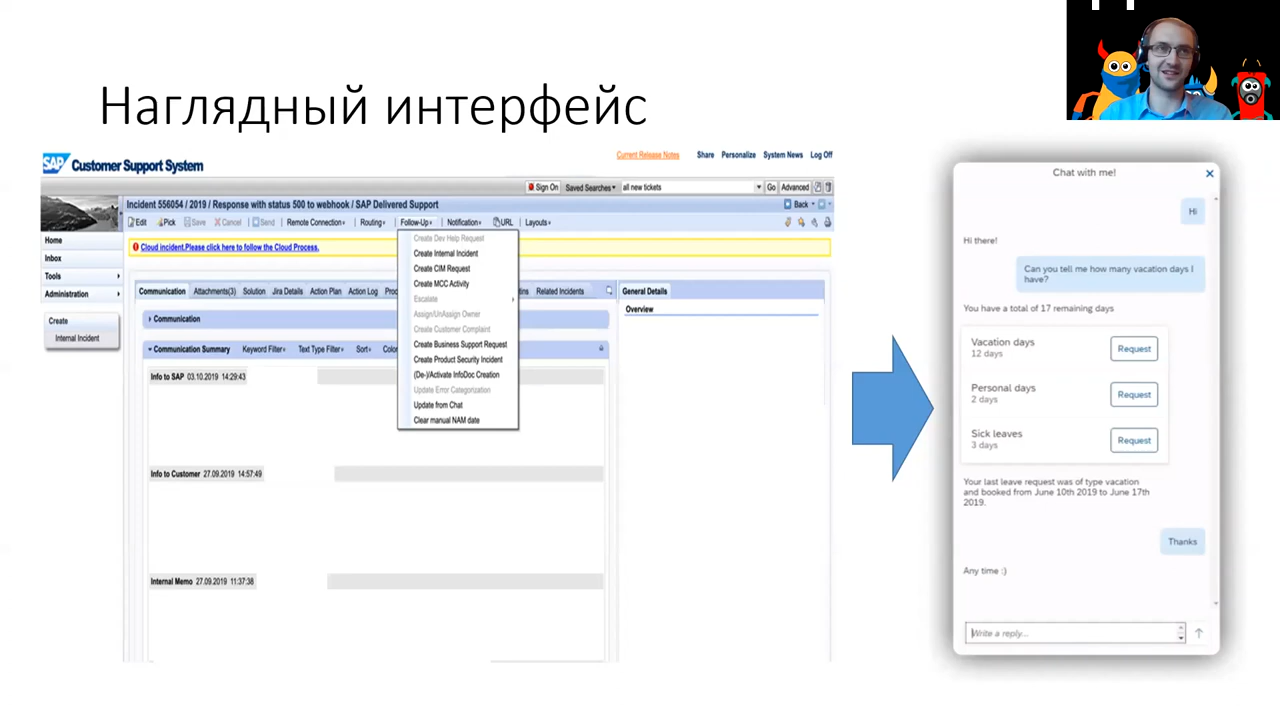 Наглядный интерфейс
SAP Customer Support System
Current Release Notes Share Personalize System News Log Off
Sign On Saved Searches all new tickets Go Advanced
Incident 556054 / 2019 / Response with status 500 to webhook / SAP Delivered Support Back
Edit Pick Save Cancel Send Remote Connection Routing Follow-Up Notification URL Layouts
Home
Inbox
Tools
Administration
Create
Internal Incident
Cloud incident.Please click here to follow the Cloud Process.
Create Dev Help Request
Create Internal Incident
Create CIM Request
Create MCC Activity
Escalate
Assign/UnAssign Owner
Create Customer Complaint
Create Business Support Request
Create Product Security Incident
(De-)/Activate InfoDoc Creation
Update Error Categorization
Update from Chat
Clear manual NAM date
Communication Attachments(3) Solution Jira Details Action Plan Action Log Related Incidents
General Details
Overview
Communication
Communication Summary Keyword Filter Text Type Filter Sort
Info to SAP 03.10.2019 14:29:43
Info to Customer 27.09.2019 14:57:49
Internal Memo 27.09.2019 11:37:38
Chat with me!
Hi
Hi there!
Can you tell me how many vacation days I
have?
You have a total of 17 remaining days
Vacation days
12 days
Request
Personal days
2 days
Request
Sick leaves
3 days
Request
Your last leave request was of type vacation
and booked from June 10th 2019 to June 17th
2019.
Thanks
Any time :)
Write a reply...